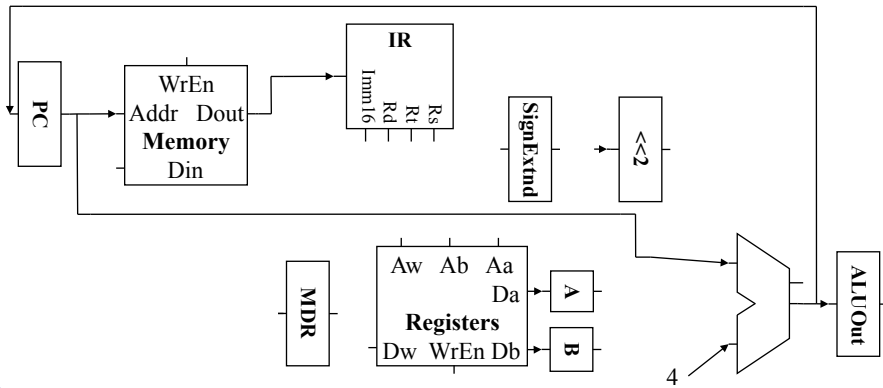 IR
WrEn
Imm16
Rd
Rt
Rs
PC
Addr Dout
Memory
Din
SignExtnd
<<2
Aw Ab Aa
Da
Registers
Dw WrEn Db
MDR
A
B
ALUOut
4